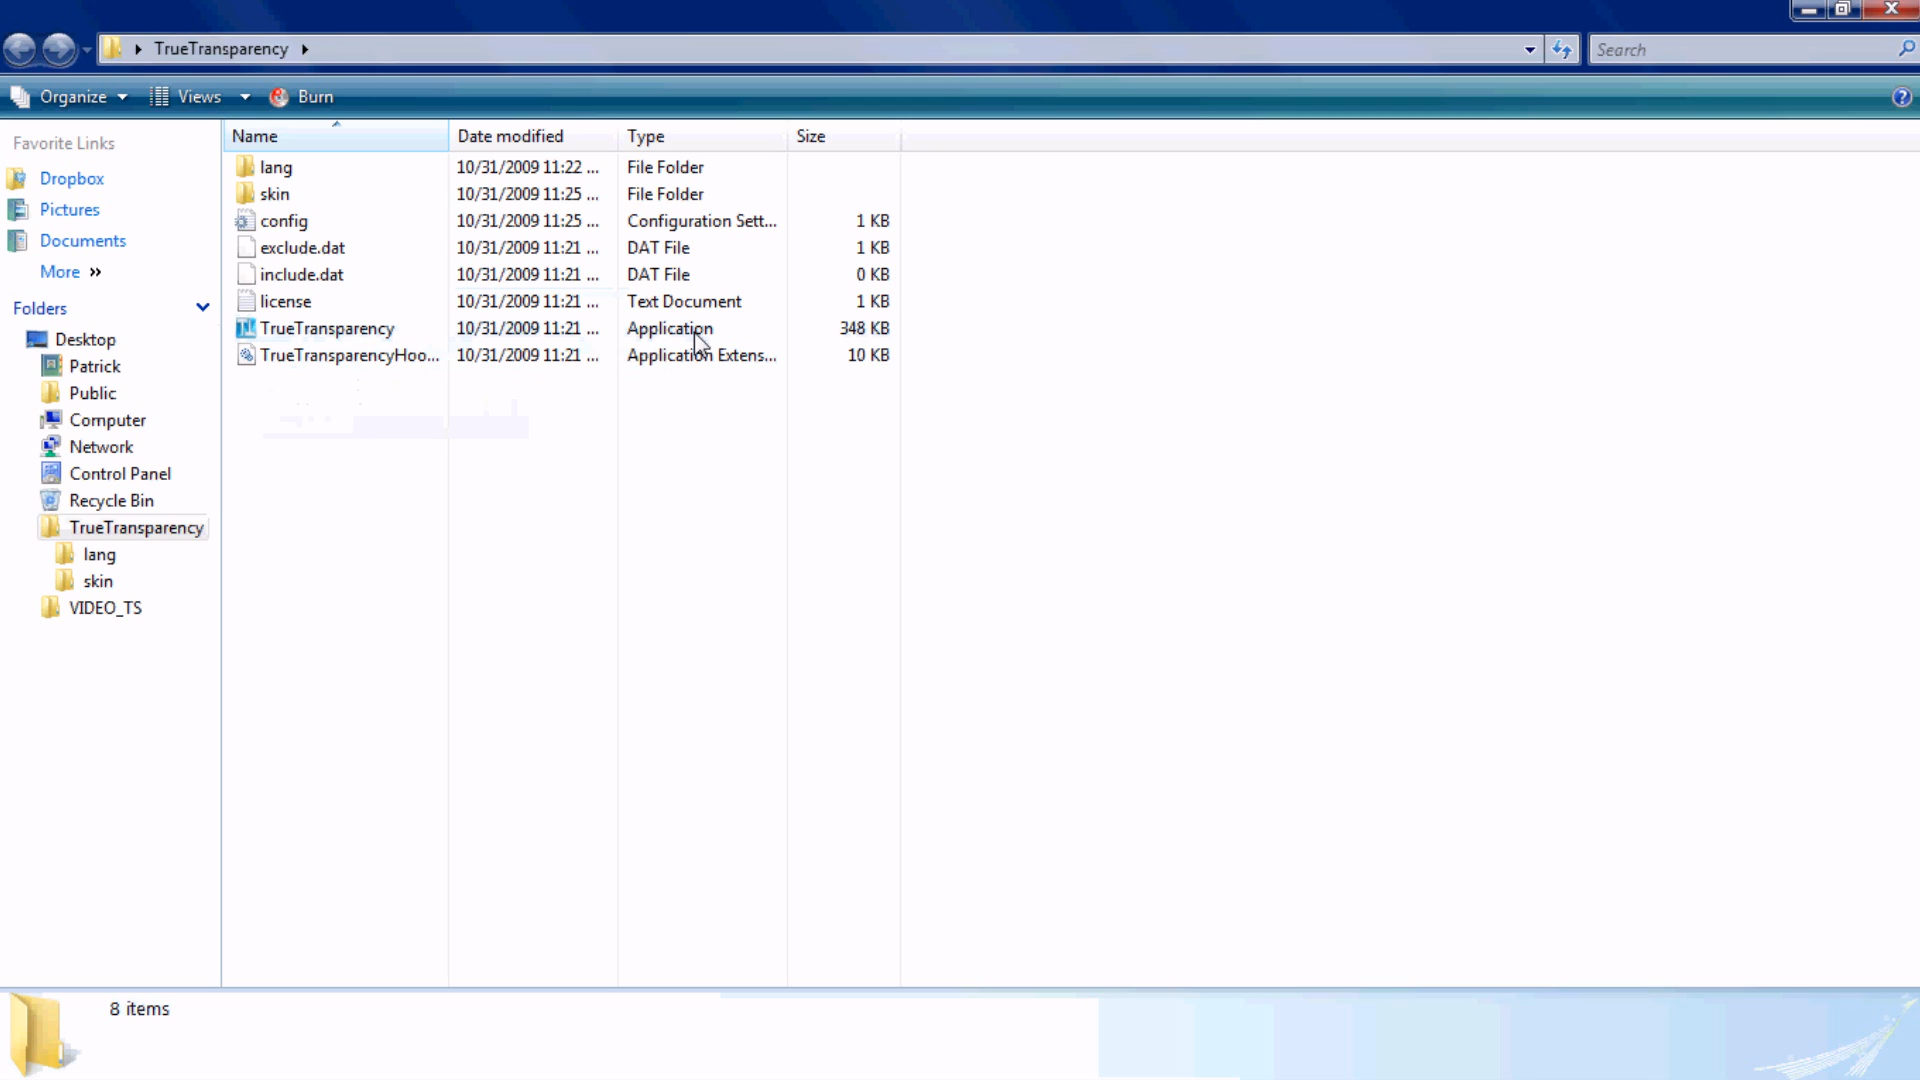 TrueTransparency
Search
Organize Views Burn
Name Date modified Type Size
Favorite Links
Dropbox
Pictures
Documents
More »
Folders
Desktop
Patrick
Public
Computer
Network
Control Panel
Recycle Bin
TrueTransparency
lang
skin
VIDEO_TS
lang 10/31/2009 11:22 ... File Folder
skin 10/31/2009 11:25 ... File Folder
config 10/31/2009 11:25 ... Configuration Sett... 1 KB
exclude.dat 10/31/2009 11:21 ... DAT File 1 KB
include.dat 10/31/2009 11:21 ... DAT File 0 KB
license 10/31/2009 11:21 ... Text Document 1 KB
TrueTransparency 10/31/2009 11:21 ... Application 348 KB
TrueTransparencyHoo... 10/31/2009 11:21 ... Application Extens... 10 KB
8 items